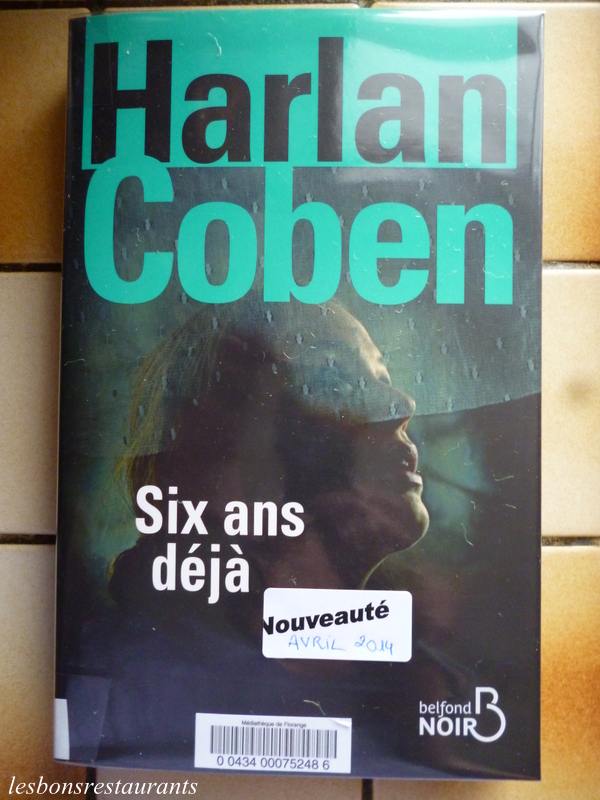 Harlan
Coben
Six ans
déjà
Nouveauté
AVRIL 2014
belfond
NOIR
Médiathèque de Florange
0 0434 00075248 6
lesbonsrestaurants